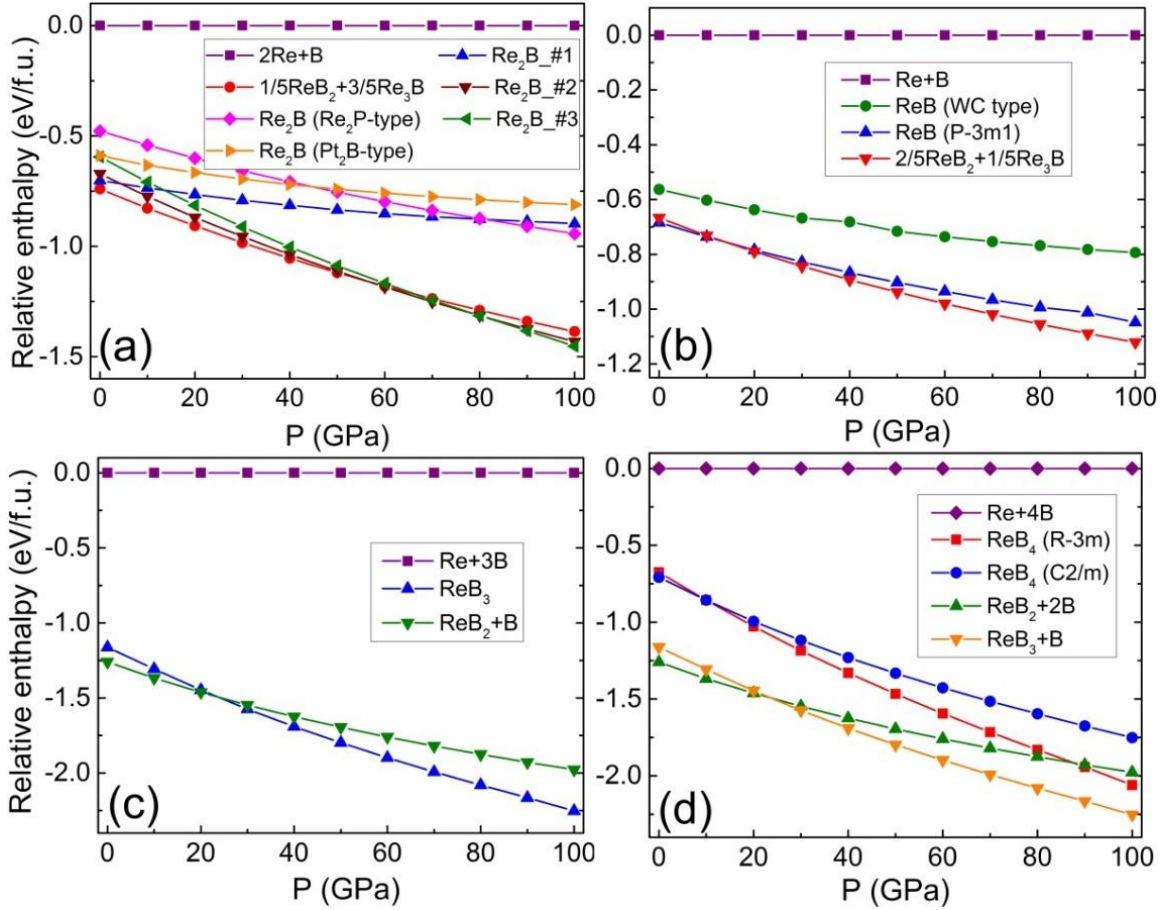 Relative enthalpy (eV/f.u.)
0.0
-0.5
-1.0
-1.5
2Re+B
1/5ReB₂+3/5Re₃B
Re₂B (Re₂P-type)
Re₂B (Pt₂B-type)
Re₂B_#1
Re₂B_#2
Re₂B_#3
(a)
0 20 40 60 80 100
P (GPa)
0.0
-0.2
-0.4
-0.6
-0.8
-1.0
-1.2
Re+B
ReB (WC type)
ReB (P-3m1)
2/5ReB₂+1/5Re₃B
(b)
0 20 40 60 80 100
P (GPa)
Relative enthalpy (eV/f.u.)
0.0
-0.5
-1.0
-1.5
-2.0
Re+3B
ReB₃
ReB₂+B
(c)
0 20 40 60 80 100
P (GPa)
0.0
-0.5
-1.0
-1.5
-2.0
Re+4B
ReB₄ (R-3m)
ReB₄ (C2/m)
ReB₂+2B
ReB₃+B
(d)
0 20 40 60 80 100
P (GPa)